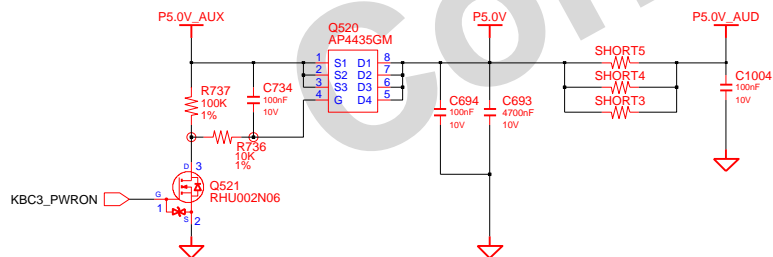 P5.0V_AUX
P5.0V
P5.0V_AUD
Q520
AP4435GM
1 S1 D1 8
2 S2 D2 7
3 S3 D3 6
4 G D4 5
SHORT5
SHORT4
SHORT3
R737
100K
1%
C734
100nF
10V
C694
100nF
10V
C693
4700nF
10V
C1004
100nF
10V
R736
10K
1%
D 3
Q521
RHU002N06
KBC3_PWRON
G
1
S 2
Con